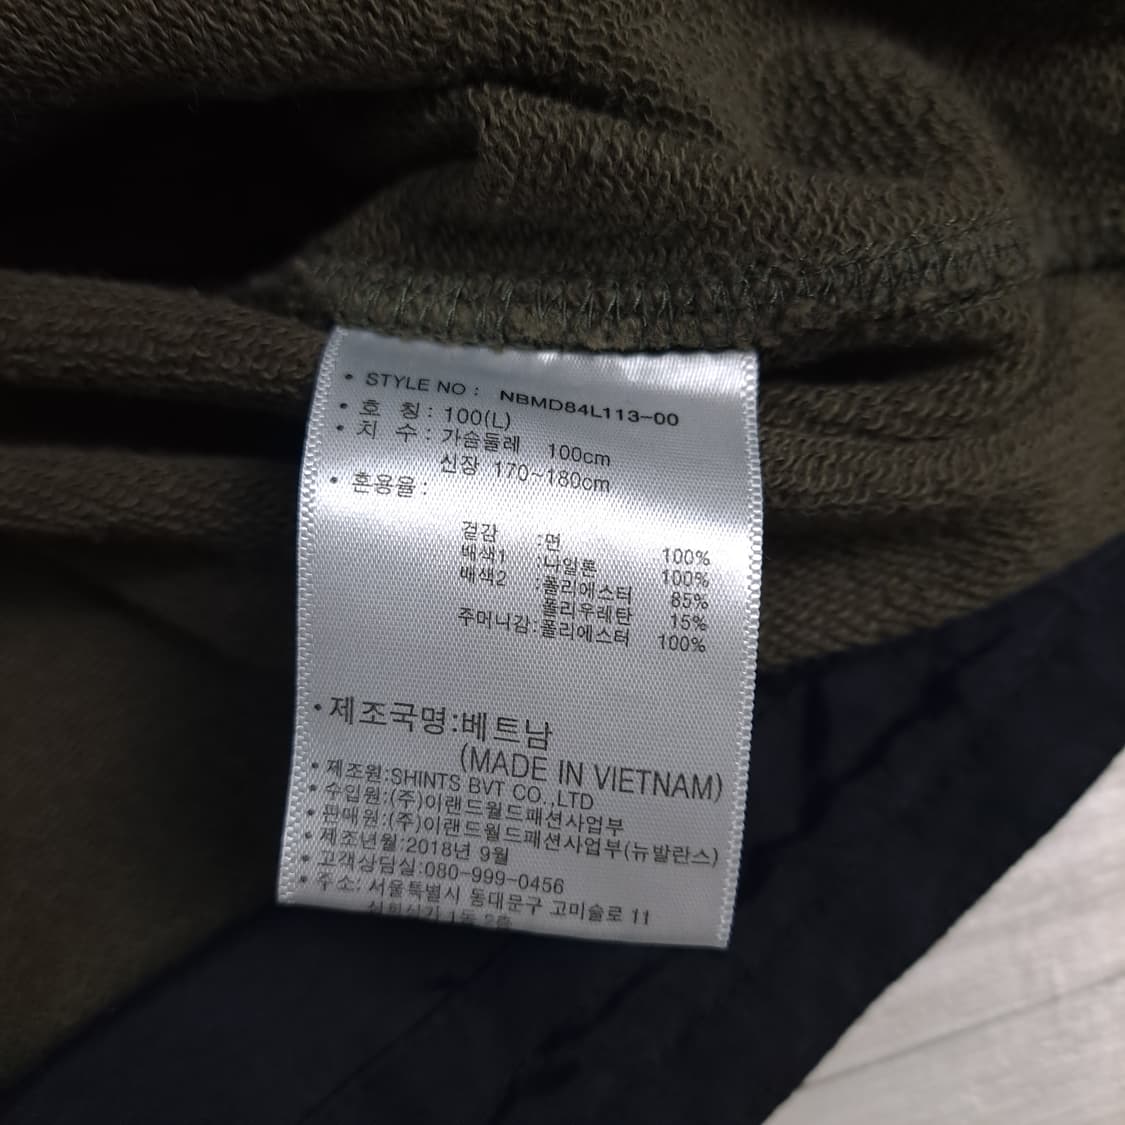 • STYLE NO : NBMD84L113-00
• 호 칭 : 100(L)
• 치 수 : 가슴둘레 100cm
신장 170~180cm
• 혼용율 :
겉감 :면 100%
배색1 :나일론 100%
배색2 :폴리에스터 85%
폴리우레탄 15%
주머니감:폴리에스터 100%
• 제조국명:베트남
(MADE IN VIETNAM)
• 제조원:SHINTS BVT CO.,LTD
• 수입원:(주)이랜드월드패션사업부
• 판매원:(주)이랜드월드패션사업부(뉴발란스)
• 제조년월:2018년 9월
• 고객상담실:080-999-0456
• 주소: 서울특별시 동대문구 고미술로 11
1동 2층